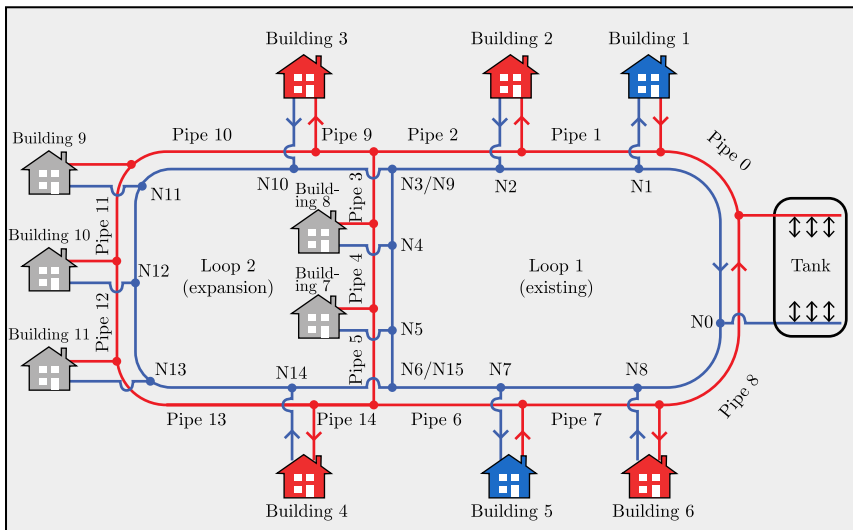 Building 3
Building 2
Building 1
Building 9
Pipe 10
Pipe 9
Pipe 2
Pipe 1
Pipe 0
N11
N10
Build-
ing 8
Pipe 3
N3/N9
N2
N1
Pipe 11
Building 10
N4
N12
Loop 2
(expansion)
Build-
ing 7
Pipe 4
Loop 1
(existing)
Tank
Pipe 12
Building 11
N5
N0
N13
N14
Pipe 5
N6/N15
N7
N8
Pipe 8
Pipe 13
Pipe 14
Pipe 6
Pipe 7
Building 4
Building 5
Building 6